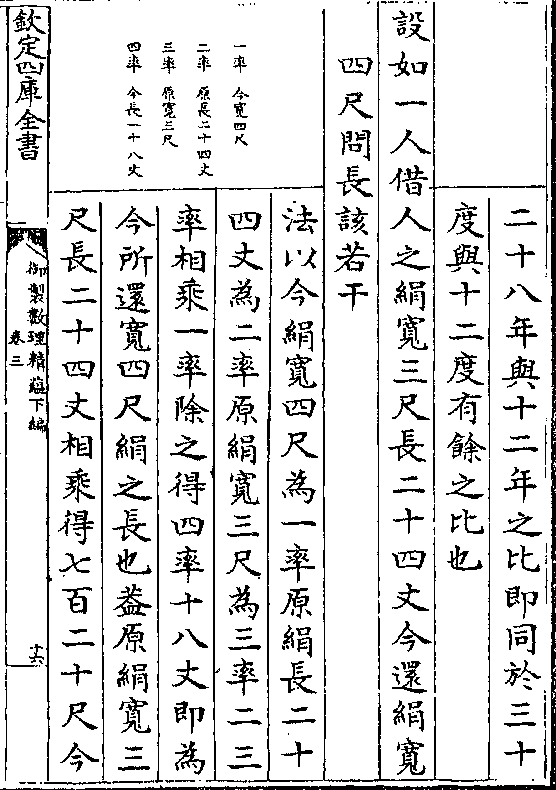 二十八年與十二年之比即同於三十
度與十二度有餘之比也
設如一人借人之絹寬三尺長二十四丈今還絹寬
四尺問長該若干
法以今絹寬四尺為一率原絹長二十
四丈為二率原絹寬三尺為三率二三
率相乘一率除之得四率十八丈即為
今所還寬四尺絹之長也葢原絹寬三
尺長二十四丈相乘得七百二十尺今
一率 今寬四尺
二率 原長二十四丈
三率 原寬三尺
四率 今長一十八丈
欽定四庫全書
御製數理精蘊下編
卷三
十六